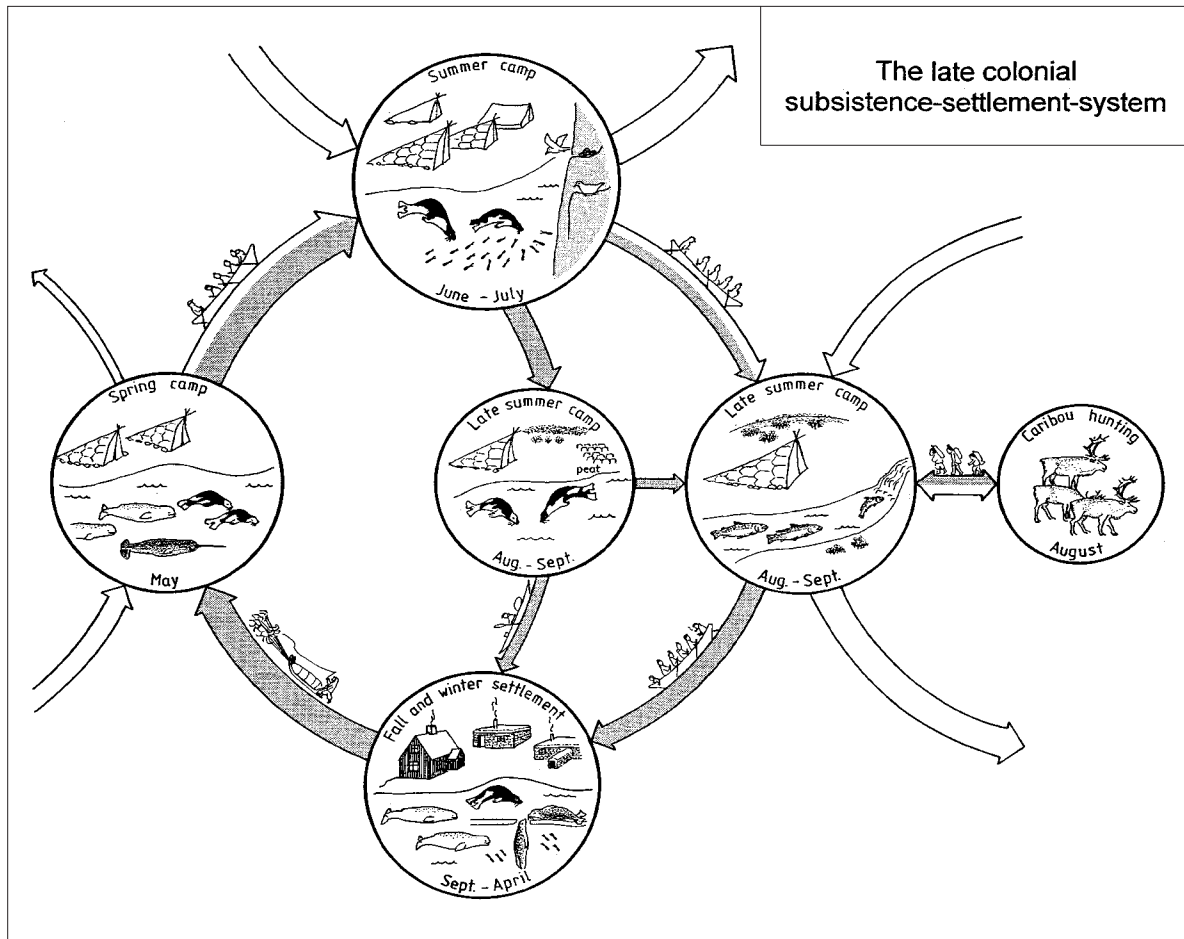 The late colonial
subsistence-settlement-system
Summer camp
June - July
Spring camp
May
Late summer camp
peat
Aug. - Sept.
Late summer camp
Aug. - Sept.
Caribou hunting
August
Fall and winter settlement
Sept. - April